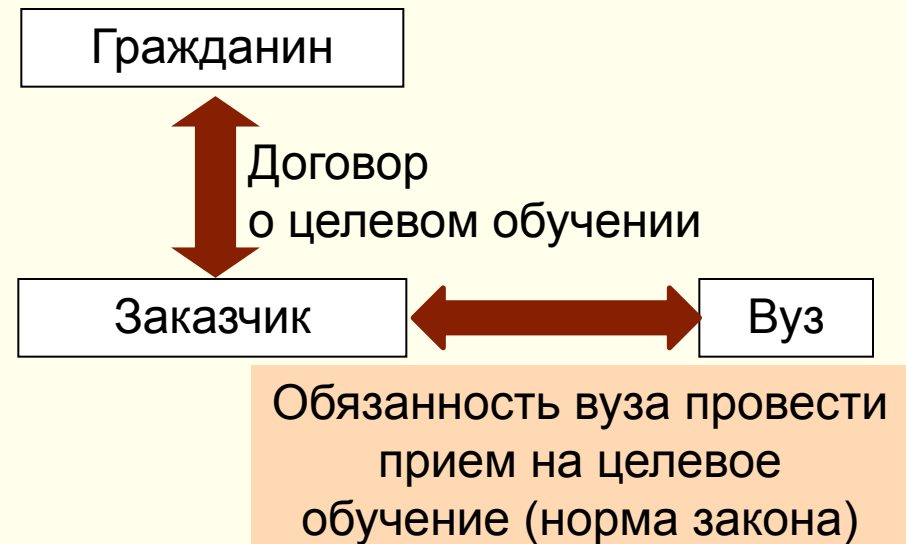 Гражданин
Договор
о целевом обучении
Заказчик
Вуз
Обязанность вуза провести
прием на целевое
обучение (норма закона)